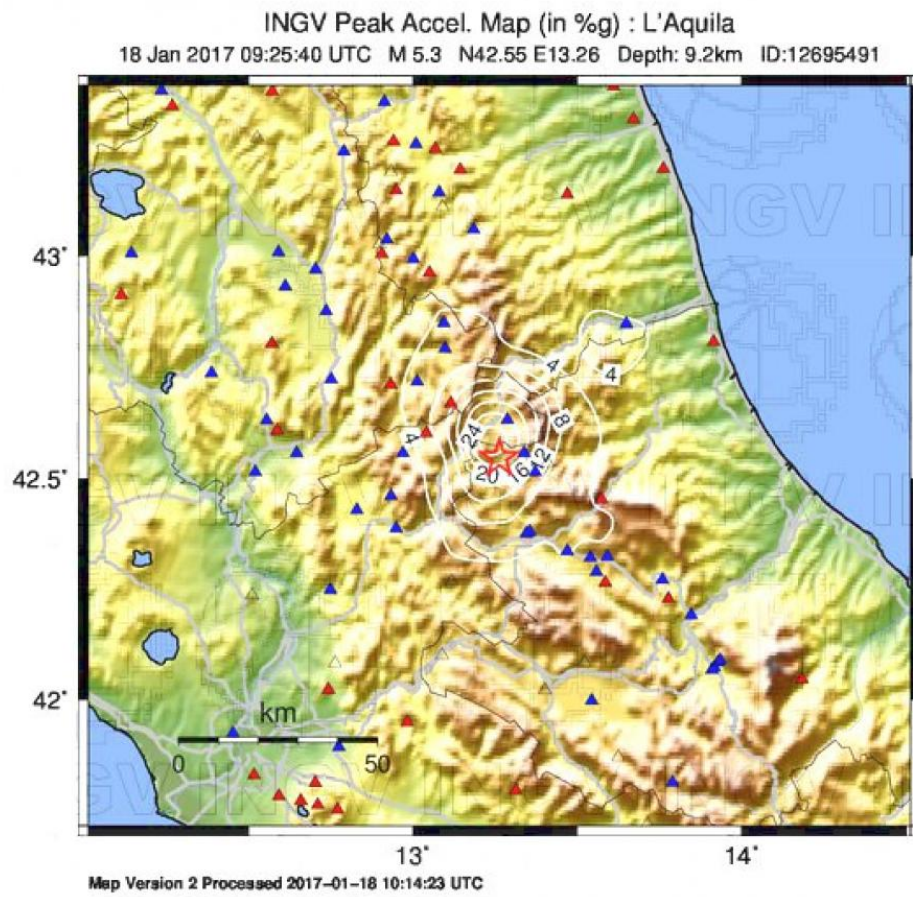 INGV Peak Accel. Map (in %g) : L'Aquila
18 Jan 2017 09:25:40 UTC M 5.3 N42.55 E13.26 Depth: 9.2km ID:12695491
INGV INGV
43°
4
4
8
4
24
12
16
20
42.5°
42°
km
0 50
13° 14°
Map Version 2 Processed 2017-01-18 10:14:23 UTC